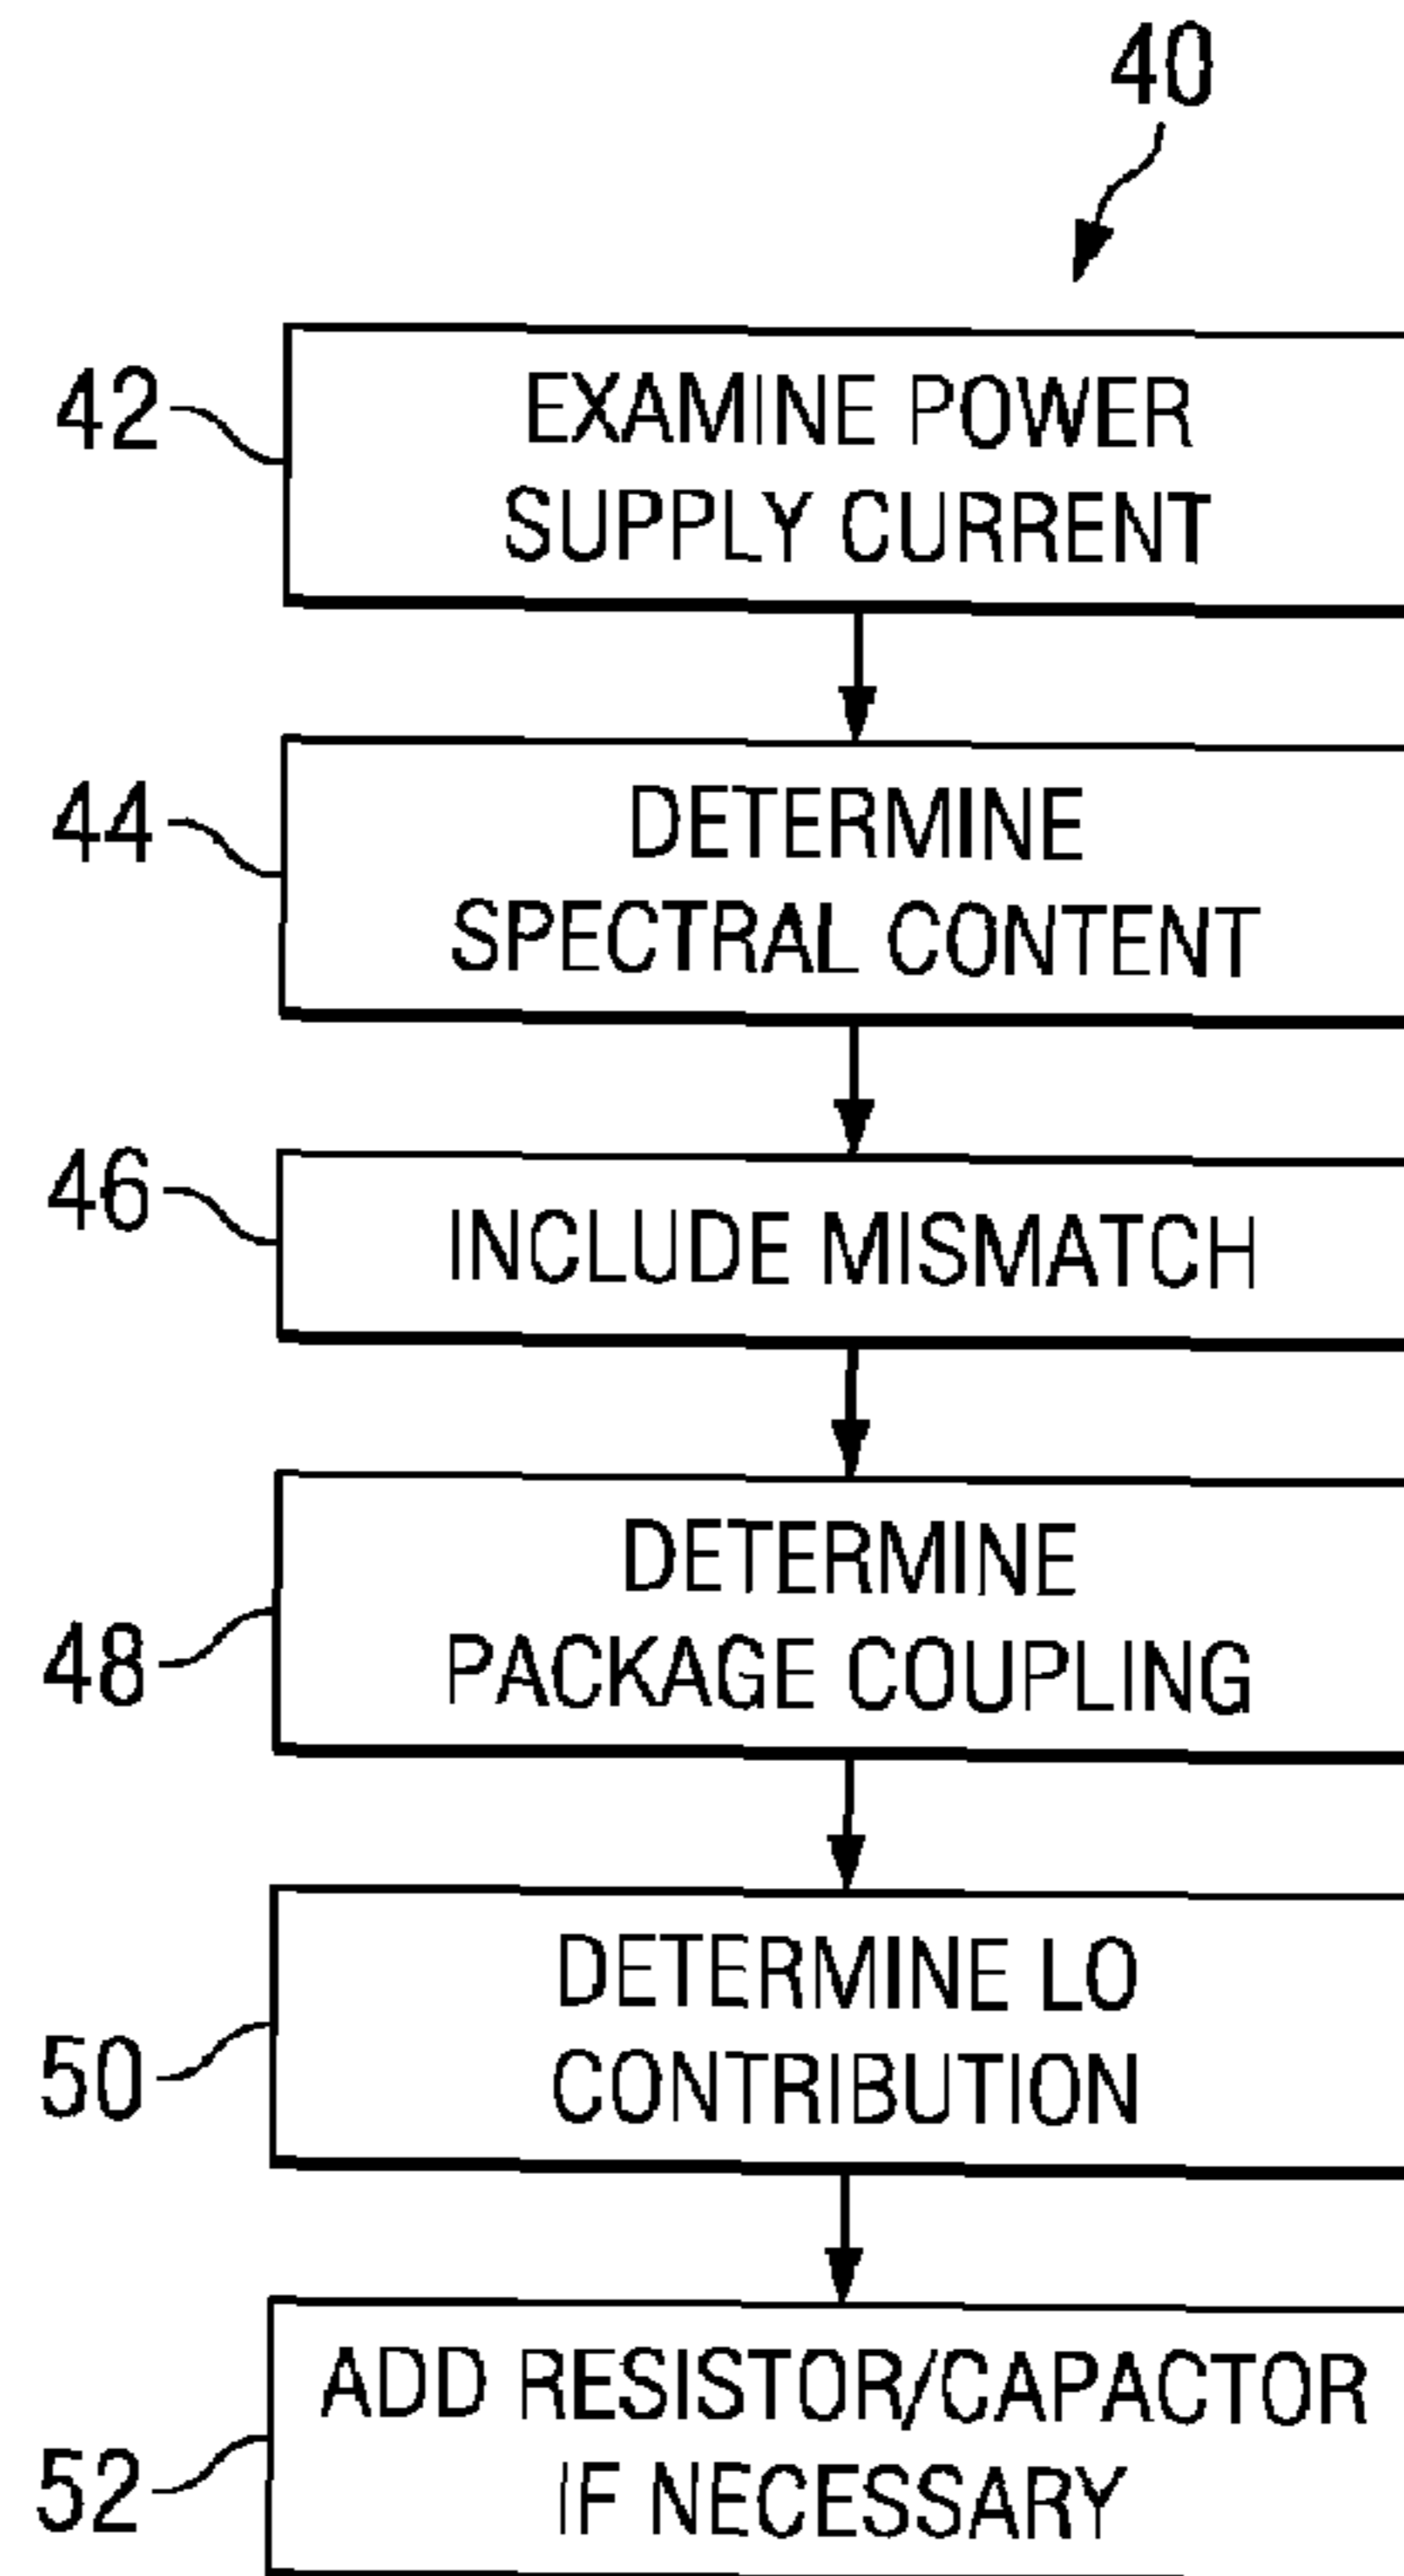 40
42
EXAMINE POWER
SUPPLY CURRENT
44
DETERMINE
SPECTRAL CONTENT
46
INCLUDE MISMATCH
48
DETERMINE
PACKAGE COUPLING
50
DETERMINE LO
CONTRIBUTION
52
ADD RESISTOR/CAPACTOR
IF NECESSARY